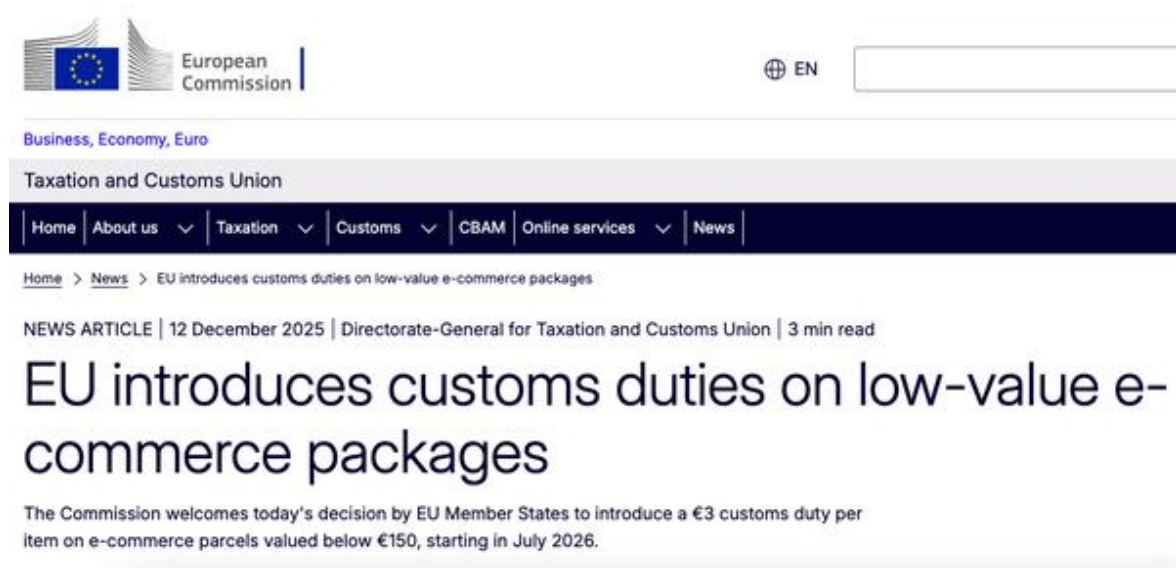 European
Commission
EN
Business, Economy, Euro
Taxation and Customs Union
Home About us Taxation Customs CBAM Online services News
Home > News > EU introduces customs duties on low-value e-commerce packages
NEWS ARTICLE | 12 December 2025 | Directorate-General for Taxation and Customs Union | 3 min read
EU introduces customs duties on low-value e-
commerce packages
The Commission welcomes today's decision by EU Member States to introduce a €3 customs duty per
item on e-commerce parcels valued below €150, starting in July 2026.